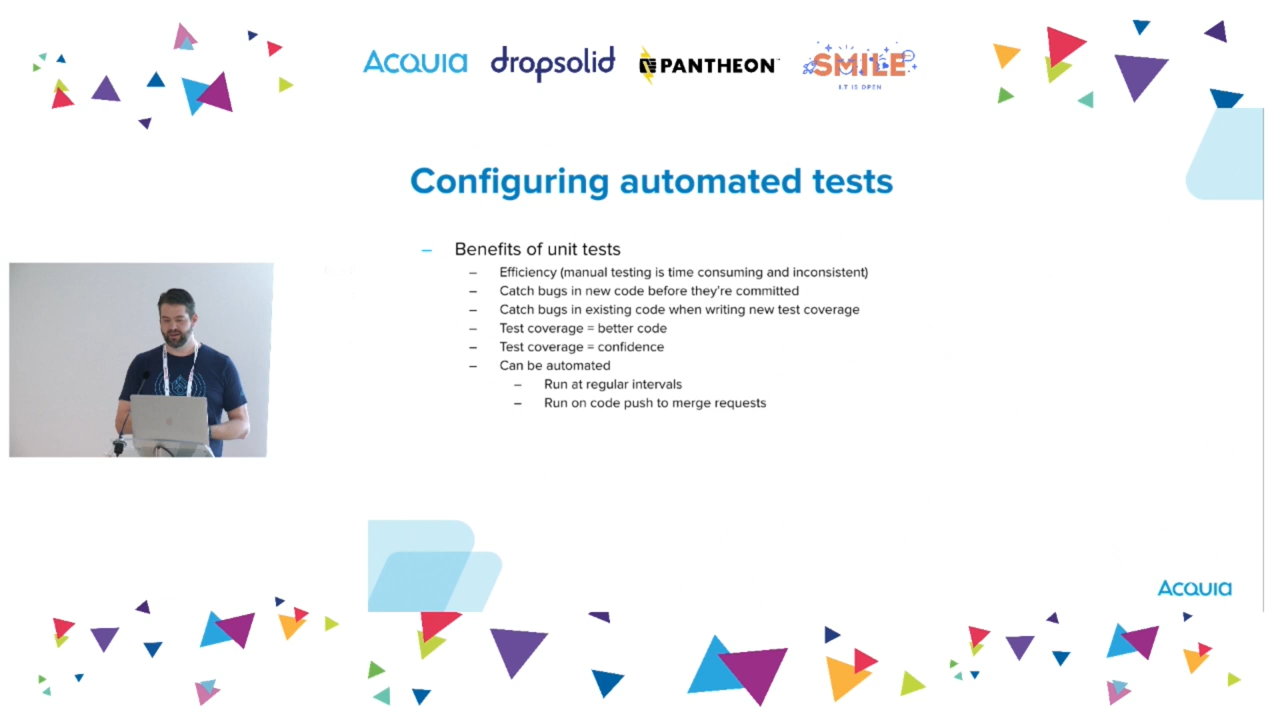 ACQUIA
dropsolid
PANTHEON
SMILE
I.T IS OPEN
Configuring automated tests
– Benefits of unit tests
– Efficiency (manual testing is time consuming and inconsistent)
– Catch bugs in new code before they're committed
– Catch bugs in existing code when writing new test coverage
– Test coverage = better code
– Test coverage = confidence
– Can be automated
– Run at regular intervals
– Run on code push to merge requests
ACQUIA